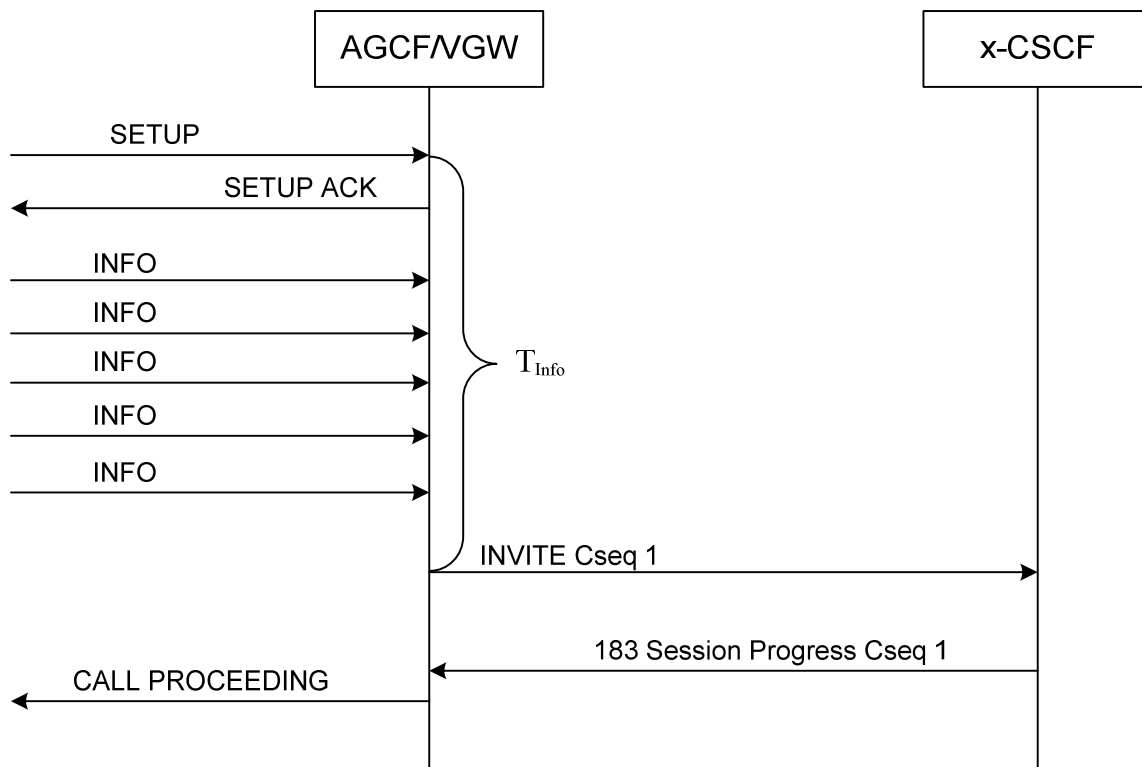 AGCF/VGW
x-CSCF
SETUP
SETUP ACK
INFO
INFO
INFO
INFO
INFO
TInfo
INVITE Cseq 1
183 Session Progress Cseq 1
CALL PROCEEDING